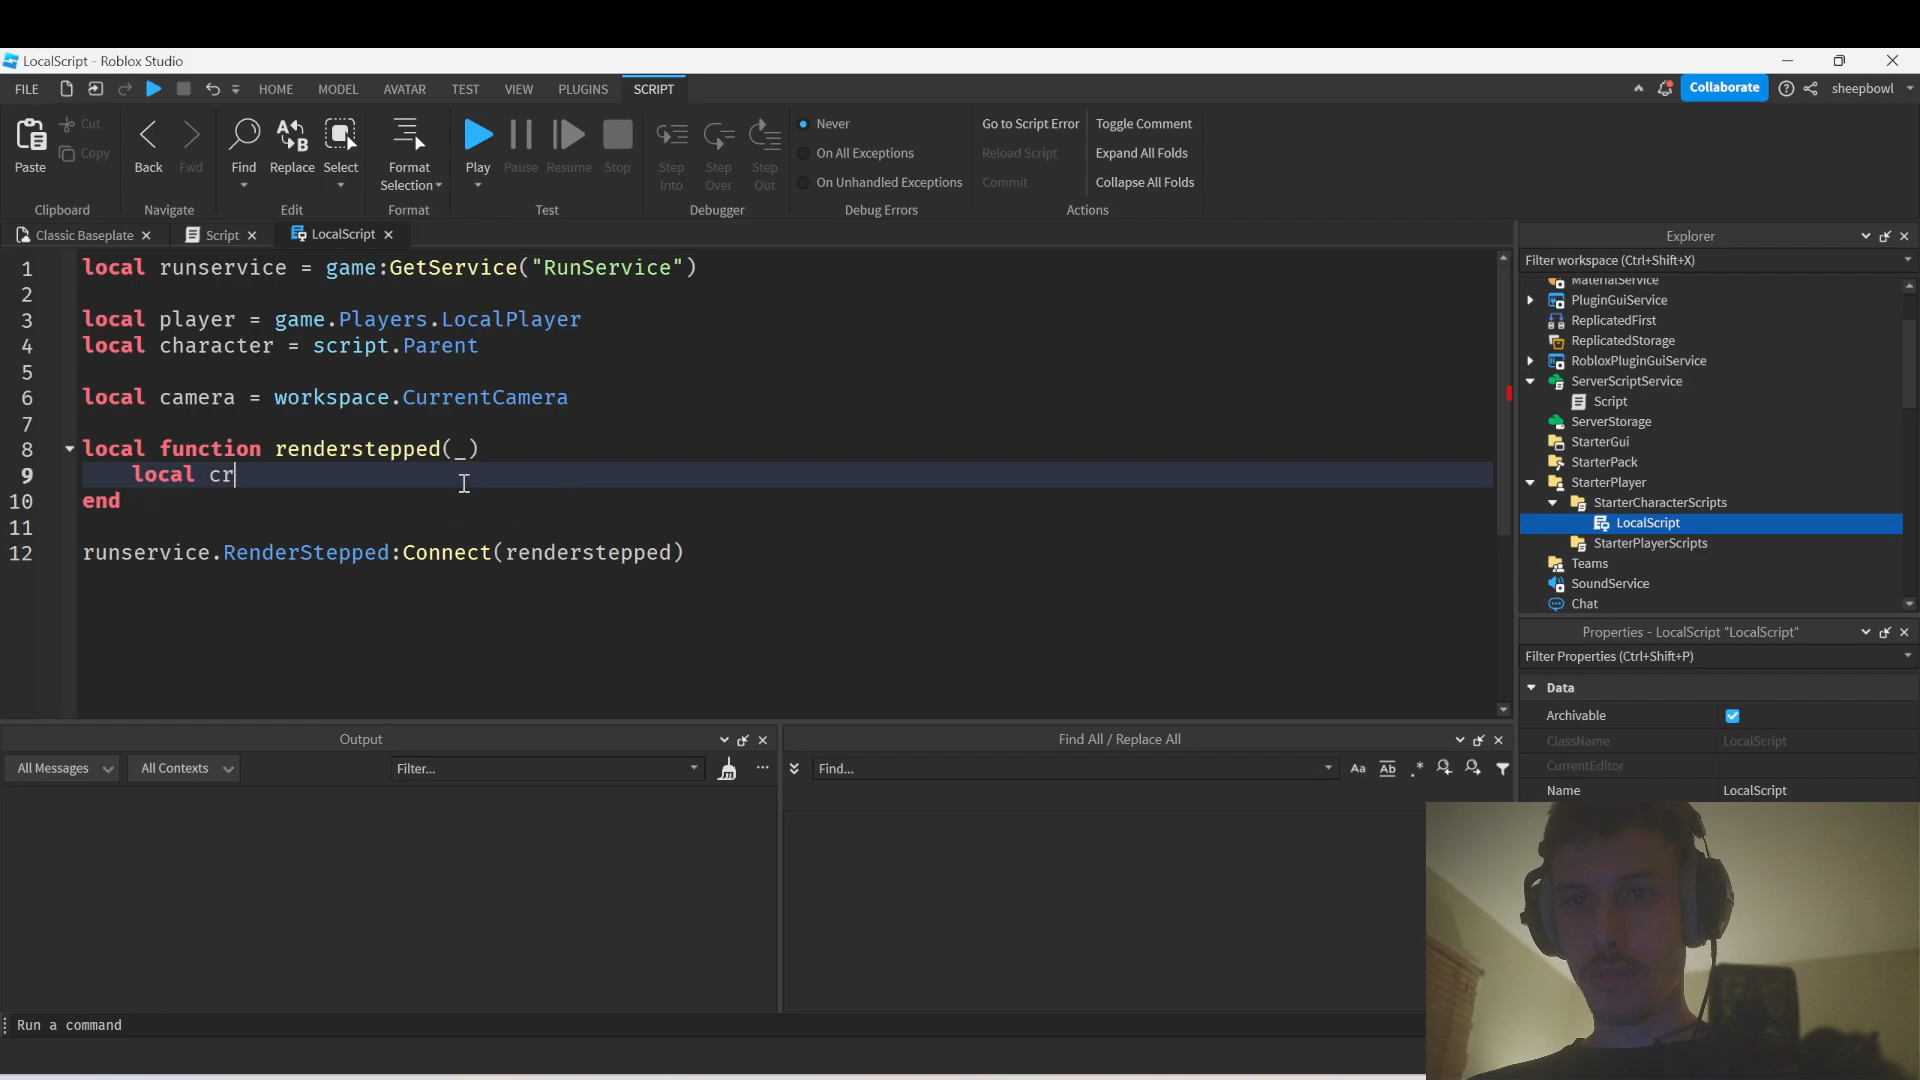 LocalScript - Roblox Studio
FILE HOME MODEL AVATAR TEST VIEW PLUGINS SCRIPT Collaborate sheepbowl
Paste Cut Copy
Clipboard
Back Fwd
Navigate
Find Replace Select
Edit
Format Selection
Format
Play Pause Resume Stop
Test
Step Into Step Over Step Out
Debugger
Never
On All Exceptions
On Unhandled Exceptions
Debug Errors
Go to Script Error Toggle Comment
Reload Script Expand All Folds
Commit Collapse All Folds
Actions
Classic Baseplate Script LocalScript
1 local runservice = game:GetService("RunService")
2
3 local player = game.Players.LocalPlayer
4 local character = script.Parent
5
6 local camera = workspace.CurrentCamera
7
8 local function renderstepped(_)
9 local cr
10 end
11
12 runservice.RenderStepped:Connect(renderstepped)
Explorer
Filter workspace (Ctrl+Shift+X)
MaterialService
PluginGuiService
ReplicatedFirst
ReplicatedStorage
RobloxPluginGuiService
ServerScriptService
Script
ServerStorage
StarterGui
StarterPack
StarterPlayer
StarterCharacterScripts
LocalScript
StarterPlayerScripts
Teams
SoundService
Chat
Properties - LocalScript "LocalScript"
Filter Properties (Ctrl+Shift+P)
Data
Archivable
ClassName LocalScript
CurrentEditor
Name LocalScript
Output
All Messages All Contexts Filter...
Find All / Replace All
Find... Aa Ab .*
Run a command